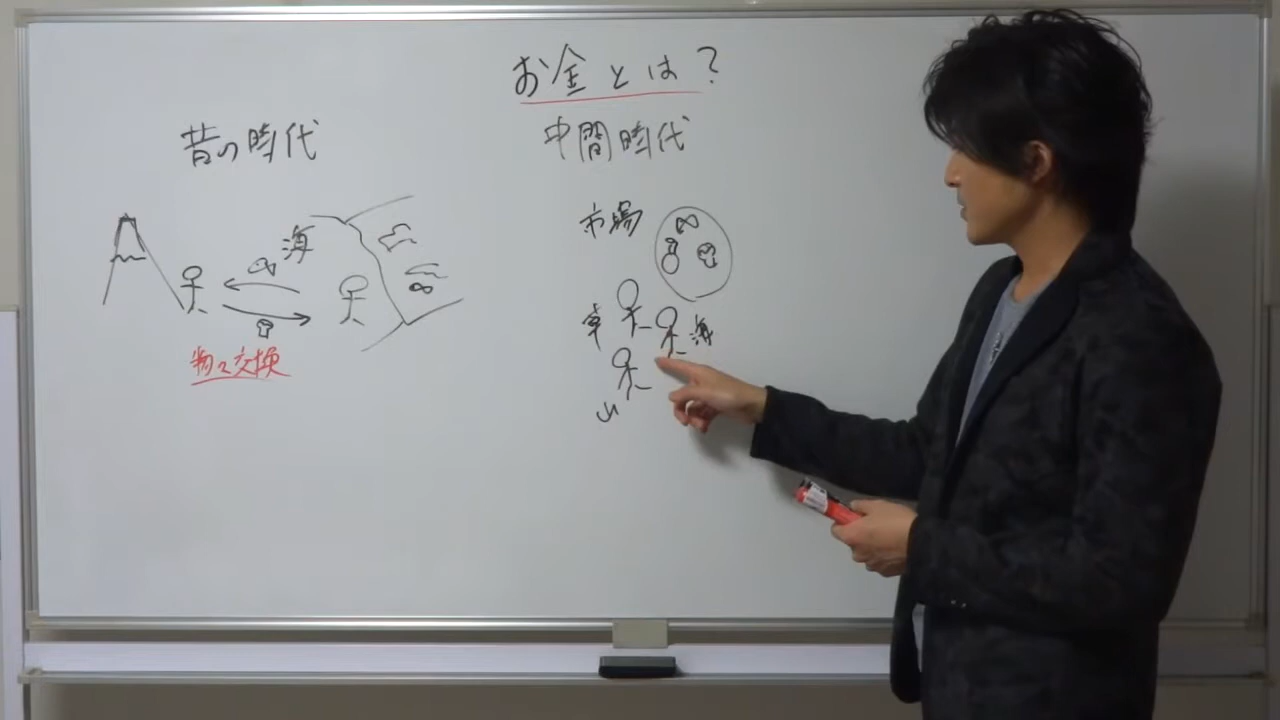 お金とは?
昔の時代
中間時代
海
物々交換
市場
草
海
山